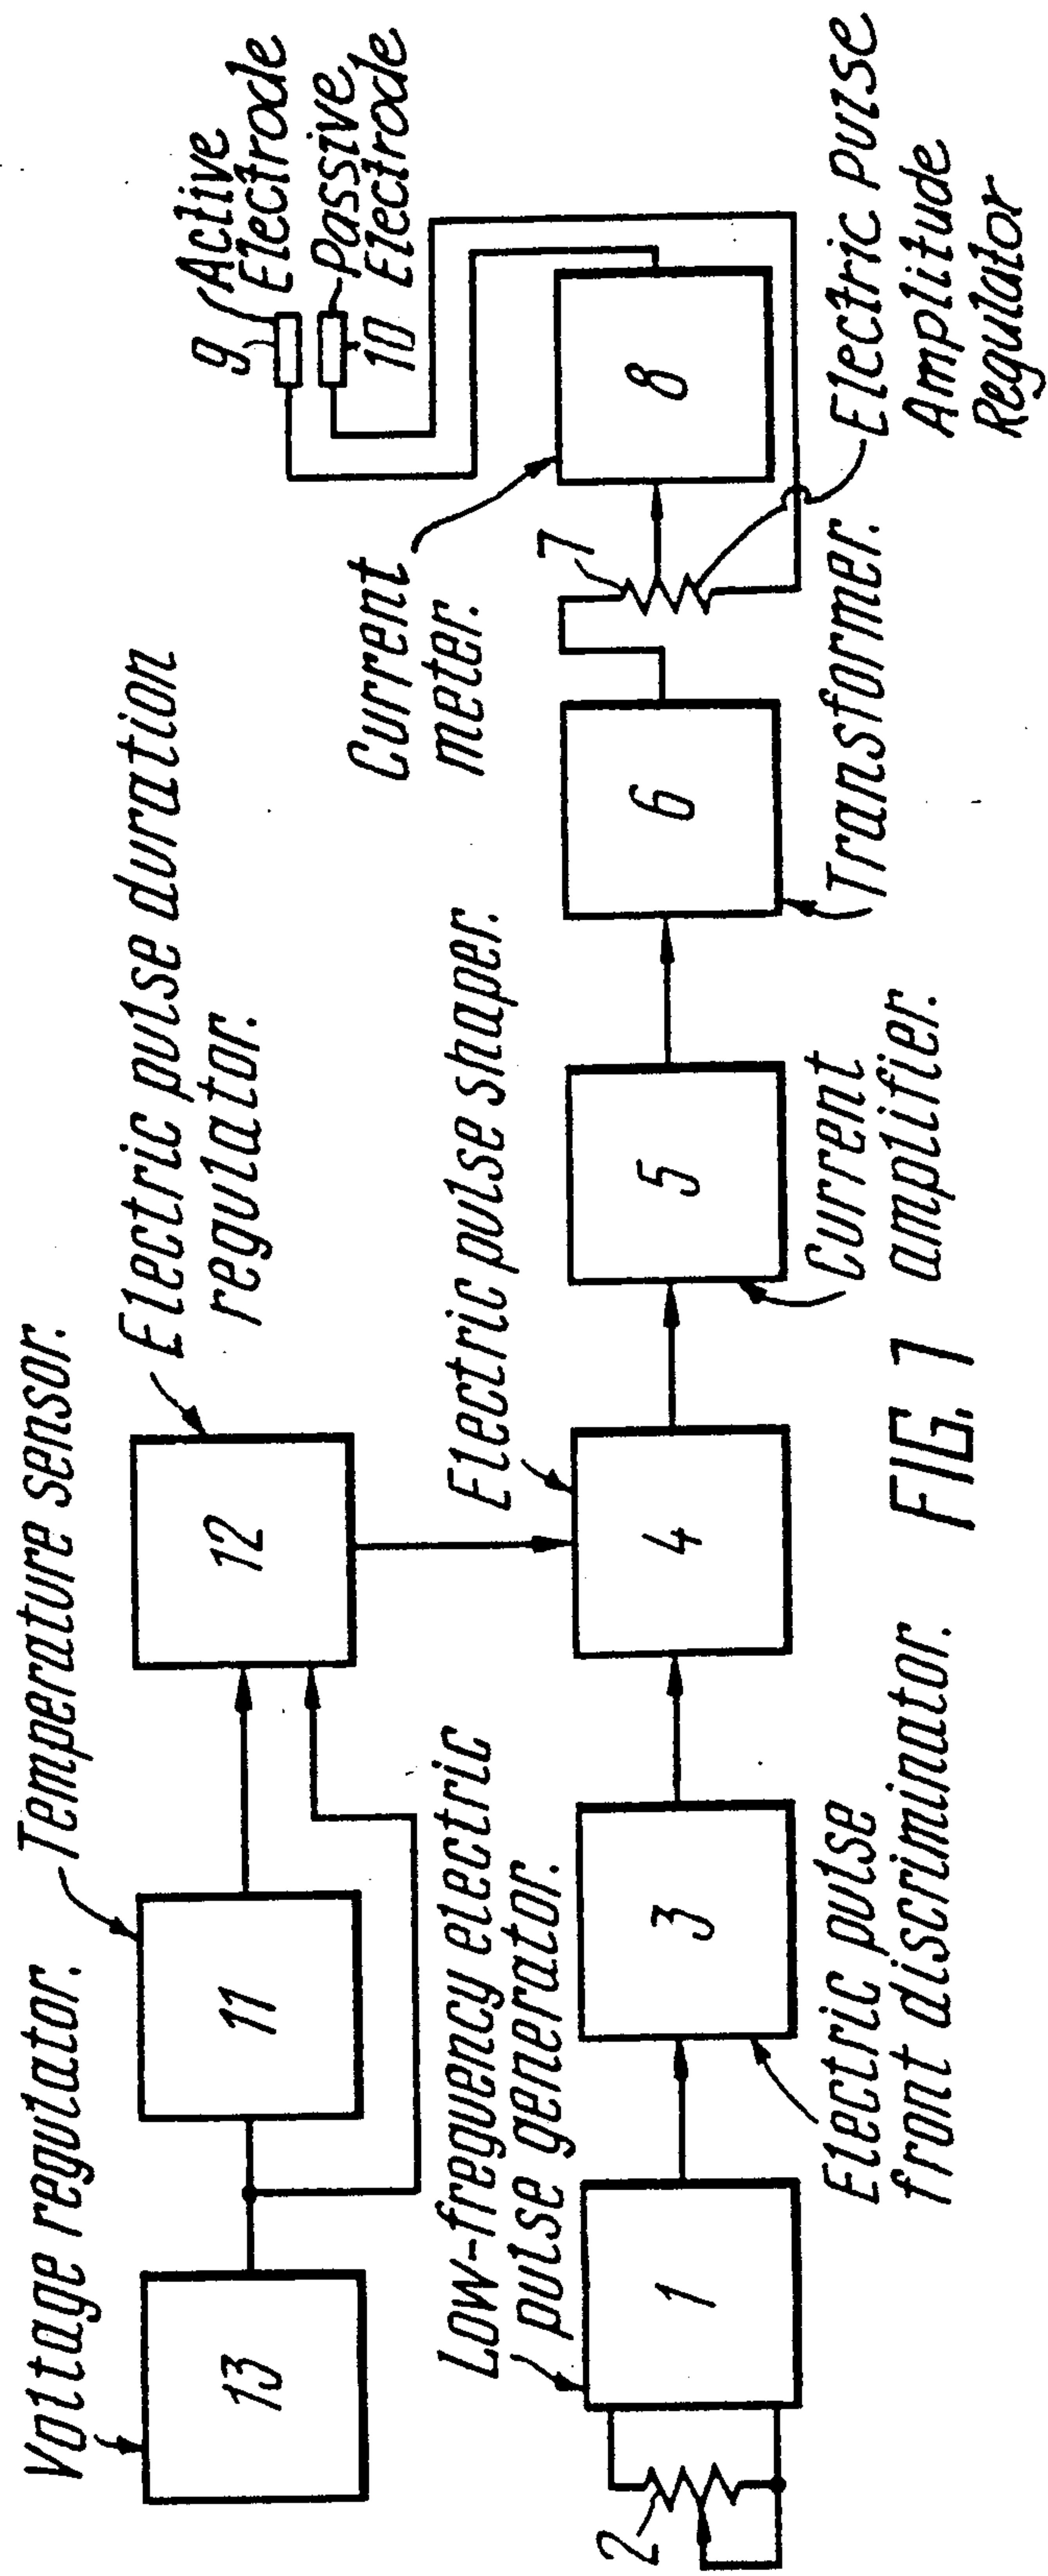 Voltage regulator.
Temperature sensor.
Electric pulse duration
regulator.
9
Active
Electrode
10
Passive
Electrode
13
11
12
Current
meter.
Low-frequency electric
pulse generator.
Electric pulse shaper.
7
2
1
3
4
5
6
8
Electric pulse
front discriminator.
Current
amplifier.
Transformer.
Electric Pulse
Amplitude
Regulator
FIG. 1